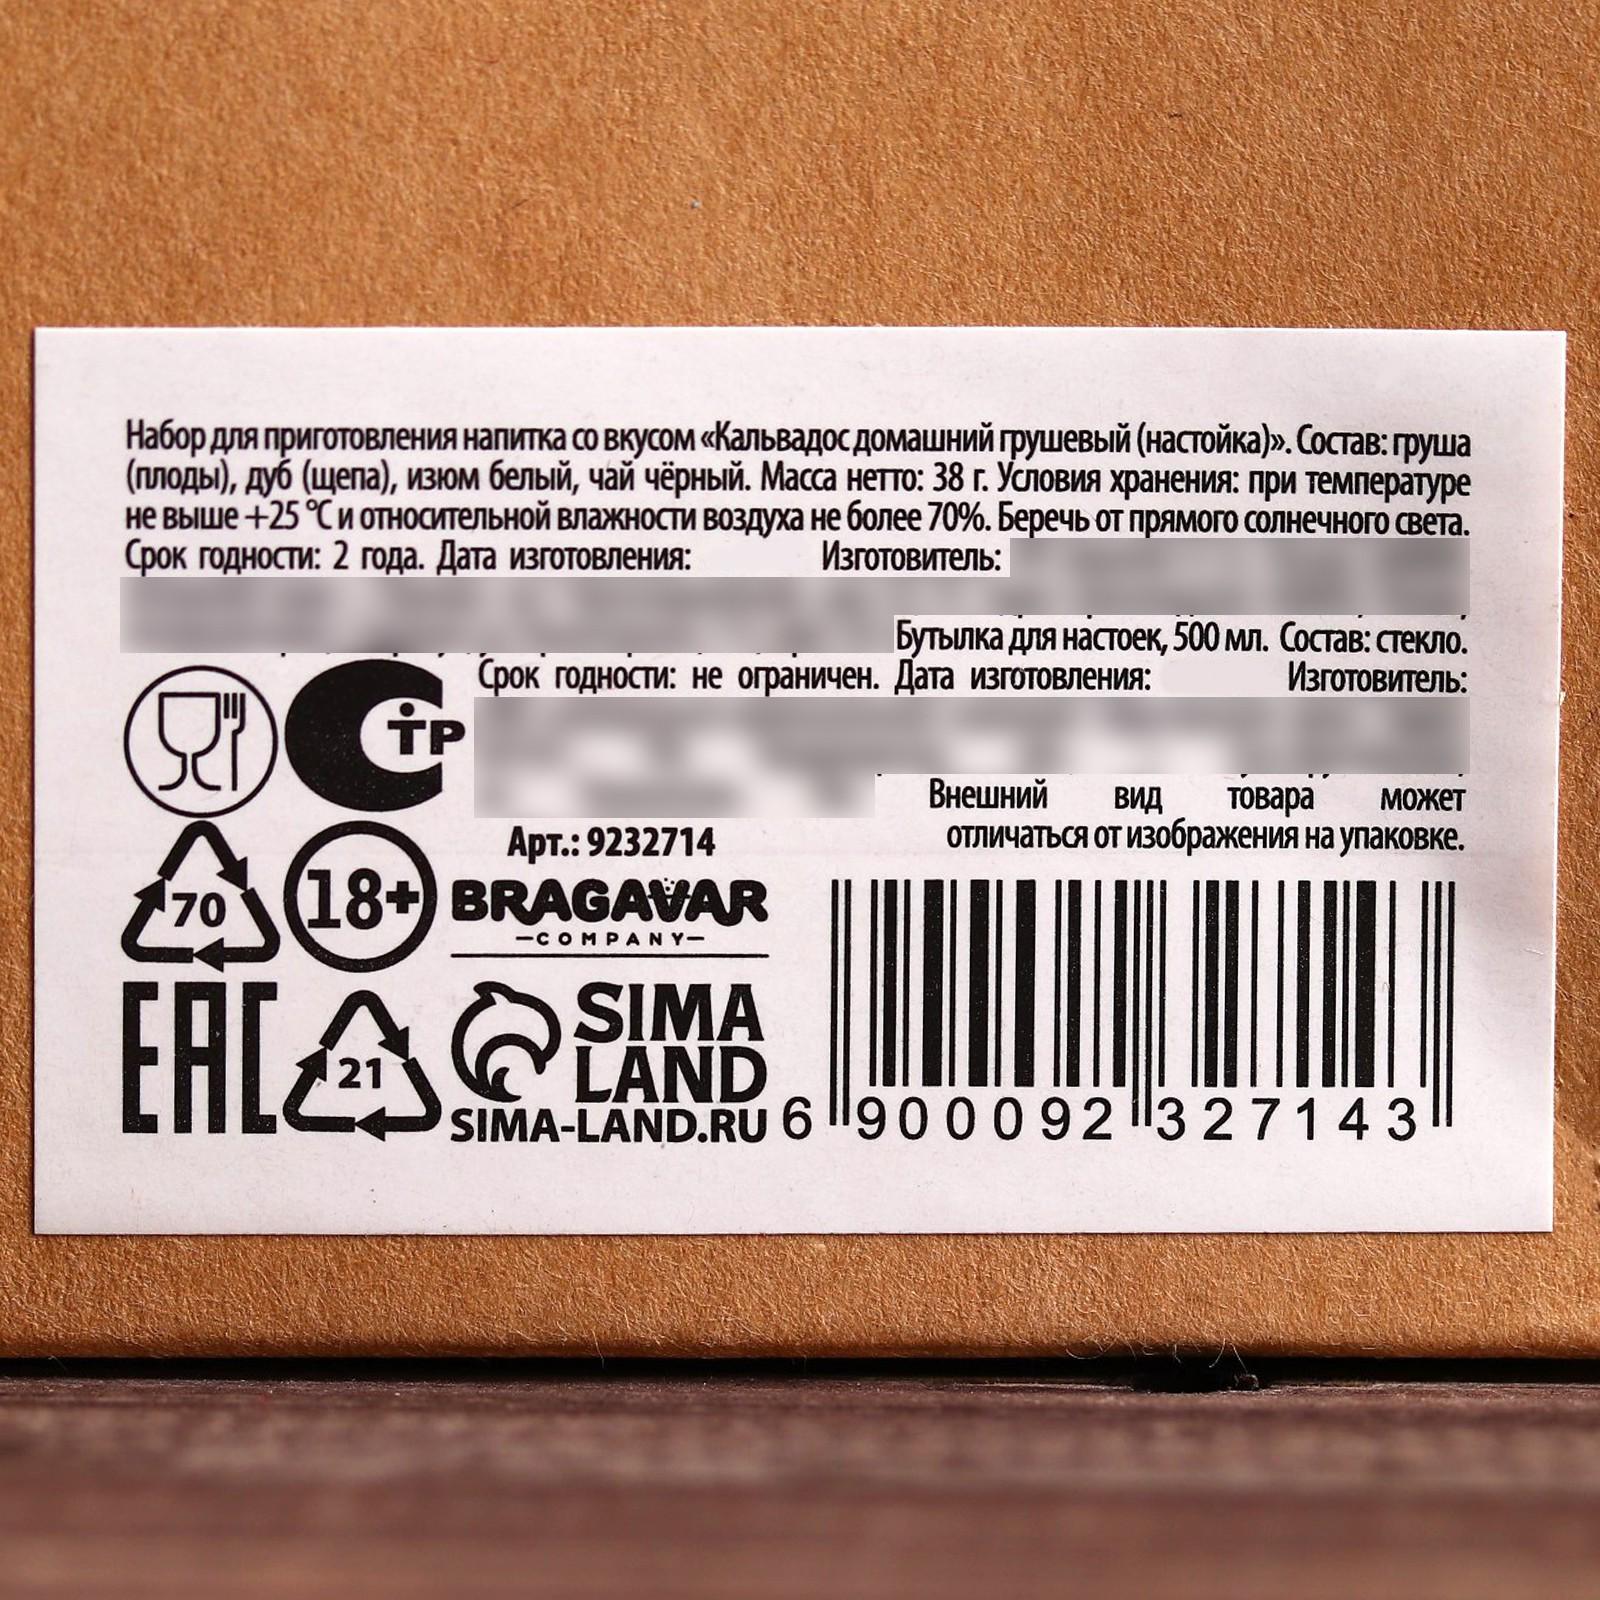 Набор для приготовления напитка со вкусом «Кальвадос домашний грушевый (настойка)». Состав: груша
(плоды), дуб (щепа), изюм белый, чай чёрный. Масса нетто: 38 г. Условия хранения: при температуре
не выше +25 °С и относительной влажности воздуха не более 70%. Беречь от прямого солнечного света.
Срок годности: 2 года. Дата изготовления: Изготовитель:
Бутылка для настоек, 500 мл. Состав: стекло.
Срок годности: не ограничен. Дата изготовления: Изготовитель:
Внешний вид товара может
отличаться от изображения на упаковке.
СТР
Арт.: 9232714
70
18+
BRAGAVAR
COMPANY
EAC
21
SIMA
LAND
SIMA-LAND.RU
6 900092 327143